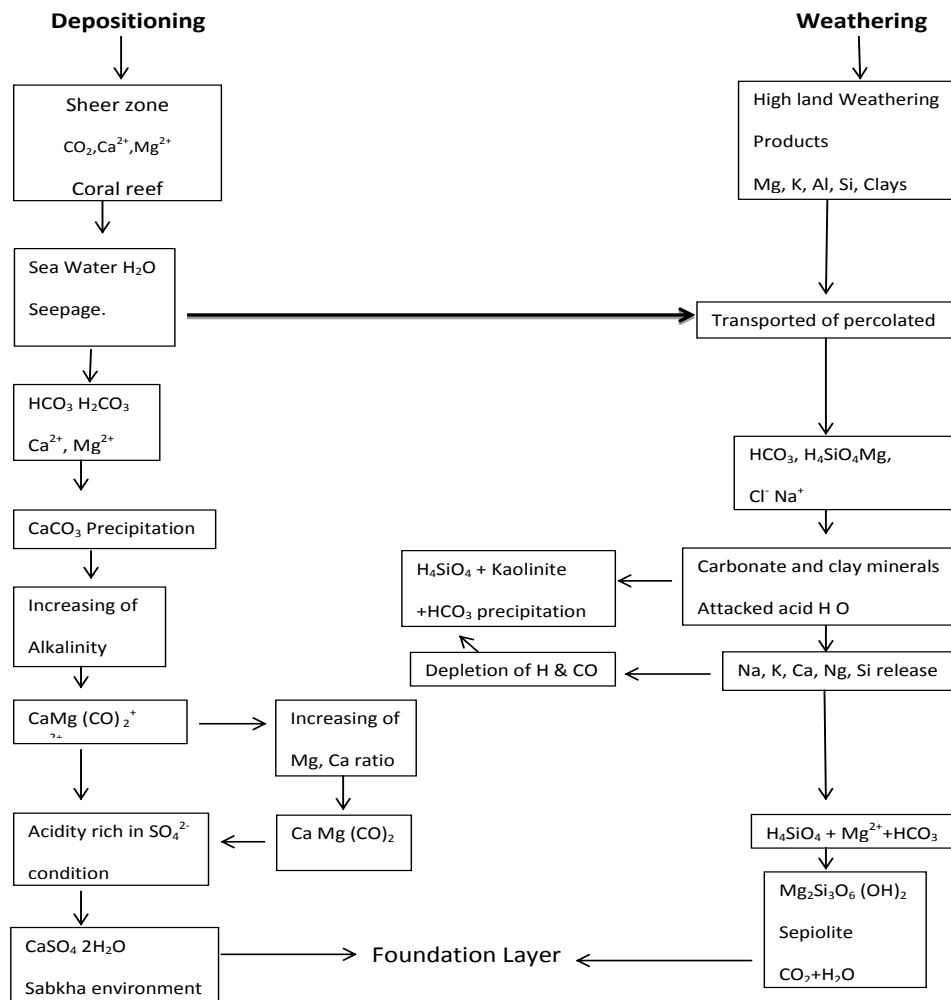 Depositioning
Sheer zone
CO₂,Ca²⁺,Mg²⁺
Coral reef
Sea Water H₂O
Seepage.
HCO₃ H₂CO₃
Ca²⁺, Mg²⁺
CaCO₃ Precipitation
Increasing of
Alkalinity
CaMg (CO)₂⁺
Increasing of
Mg, Ca ratio
Ca Mg (CO)₂
Acidity rich in SO₄²⁻
condition
CaSO₄ 2H₂O
Sabkha environment
Foundation Layer
Weathering
High land Weathering
Products
Mg, K, Al, Si, Clays
Transported of percolated
HCO₃, H₄SiO₄Mg,
Cl⁻ Na⁺
Carbonate and clay minerals
Attacked acid H O
H₄SiO₄ + Kaolinite
+HCO₃ precipitation
Depletion of H & CO
Na, K, Ca, Ng, Si release
H₄SiO₄ + Mg²⁺+HCO₃
Mg₂Si₃O₆ (OH)₂
Sepiolite
CO₂+H₂O